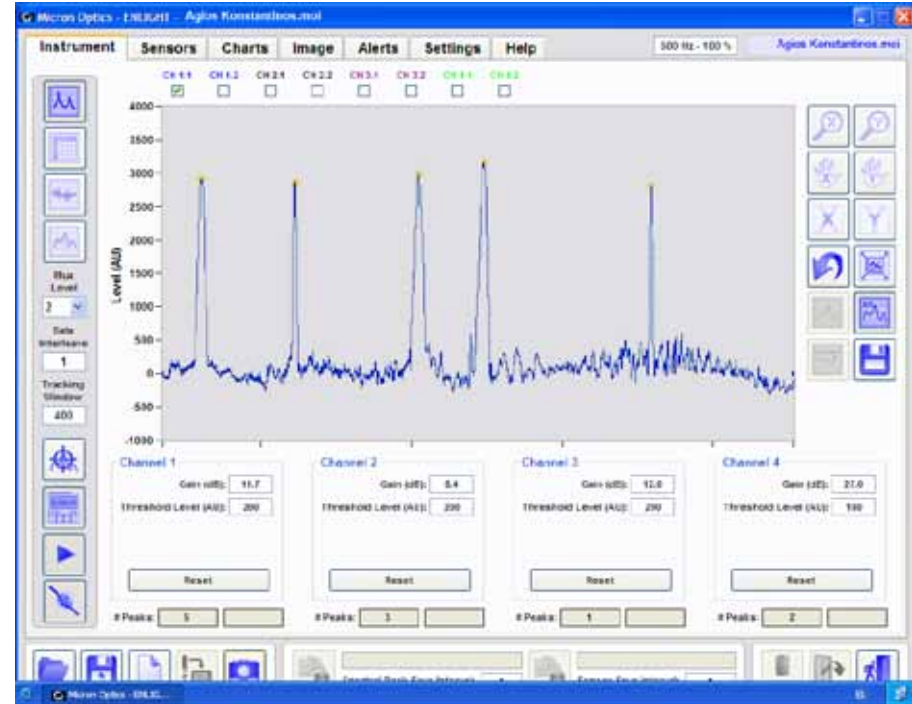 Micron Optics - ENLIGHT - Agios Konstantinos.moi
Instrument Sensors Charts Image Alerts Settings Help
500 Hz - 100 % Agios Konstantinos.moi
CH 1.1 CH 1.2 CH 2.1 CH 2.2 CH 3.1 CH 3.2 CH 4.1 CH 4.2
4000
3500
3000
2500
2000
1500
1000
500
0
-500
-1000
Level (AU)
Mux
Level
2
Data
Interleave
1
Tracking
Window
400
Channel 1 Channel 2 Channel 3 Channel 4
Gain (dB): 11.7 Gain (dB): 8.4 Gain (dB): 12.0 Gain (dB): 27.0
Threshold Level (AU): 200 Threshold Level (AU): 200 Threshold Level (AU): 200 Threshold Level (AU):
Reset Reset Reset Reset
# Peaks: 5 # Peaks: 3 # Peaks: 1 # Peaks: 2
Micron Optics - ENLIG...